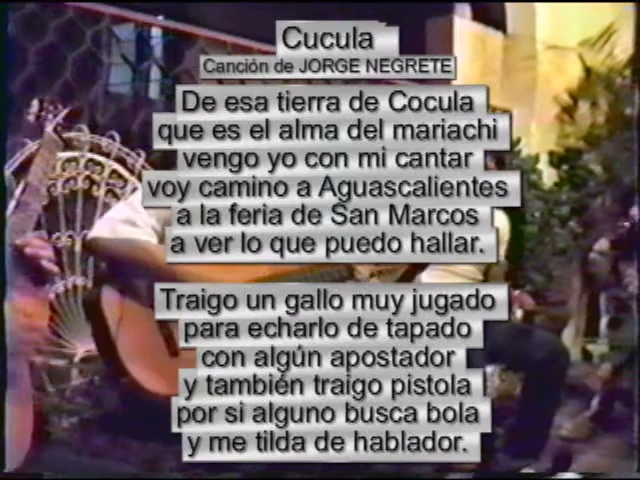 Cucula
Canción de JORGE NEGRETE
De esa tierra de Cocula
que es el alma del mariachi
vengo yo con mi cantar
voy camino a Aguascalientes
a la feria de San Marcos
a ver lo que puedo hallar.
Traigo un gallo muy jugado
para echarlo de tapado
con algún apostador
y también traigo pistola
por si alguno busca bola
y me tilda de hablador.